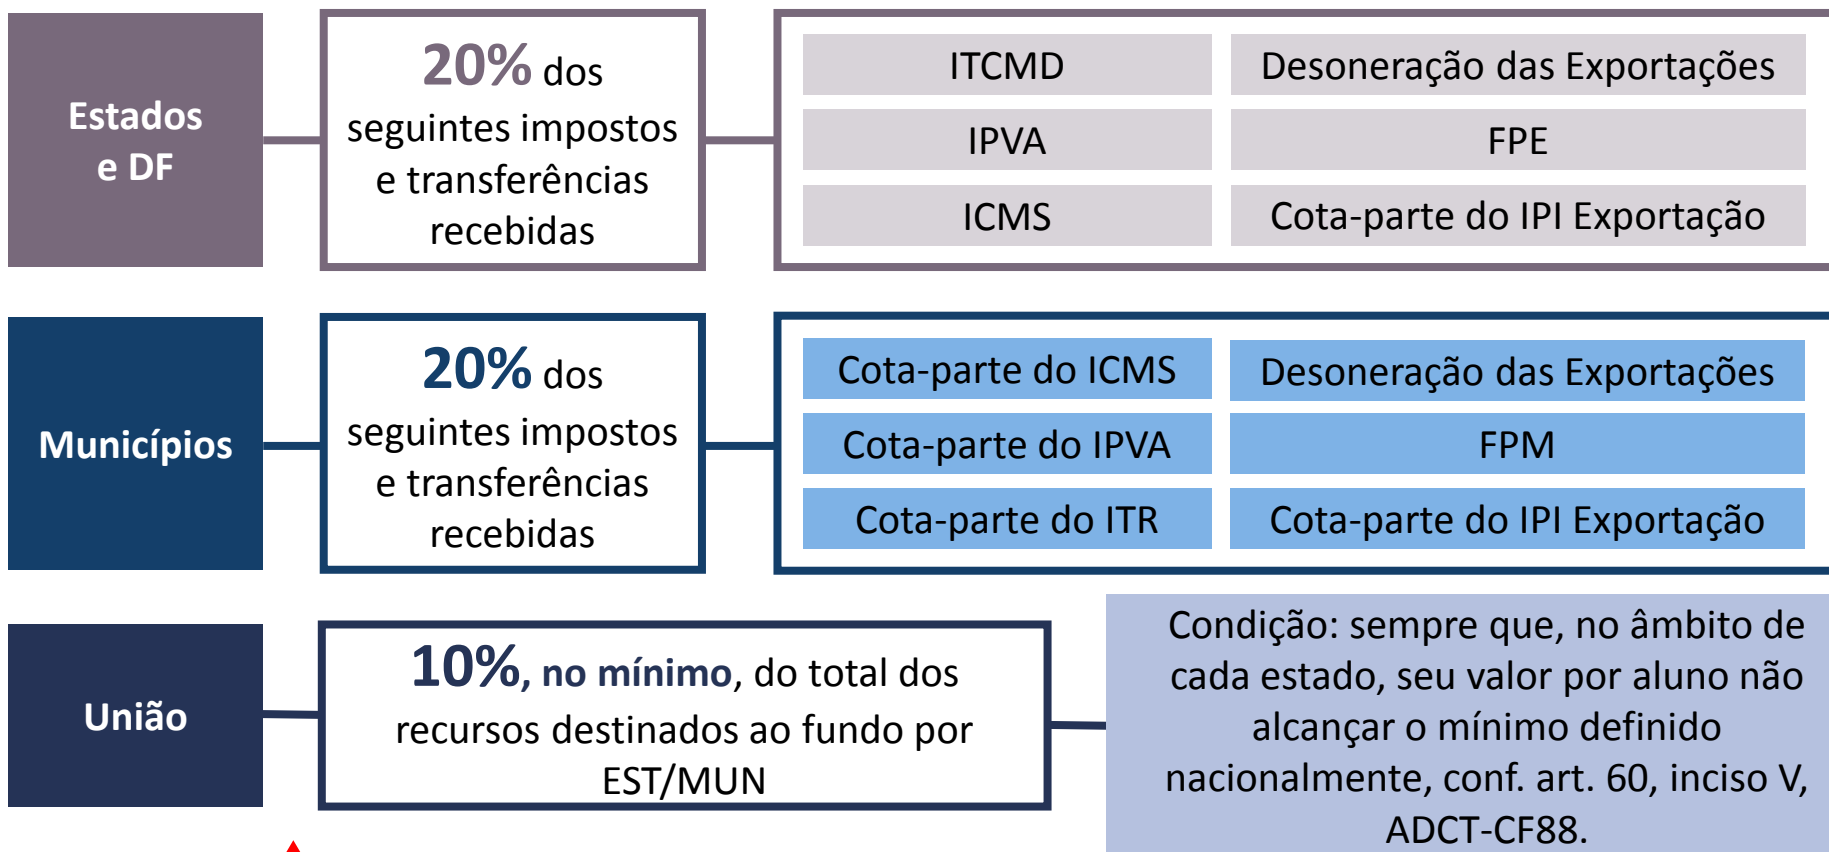 Estados
e DF
20% dos
seguintes impostos
e transferências
recebidas
ITCMD
Desoneração das Exportações
IPVA
FPE
ICMS
Cota-parte do IPI Exportação
Municípios
20% dos
seguintes impostos
e transferências
recebidas
Cota-parte do ICMS
Desoneração das Exportações
Cota-parte do IPVA
FPM
Cota-parte do ITR
Cota-parte do IPI Exportação
União
10%, no mínimo, do total dos
recursos destinados ao fundo por
EST/MUN
Condição: sempre que, no âmbito de
cada estado, seu valor por aluno não
alcançar o mínimo definido
nacionalmente, conf. art. 60, inciso V,
ADCT-CF88.